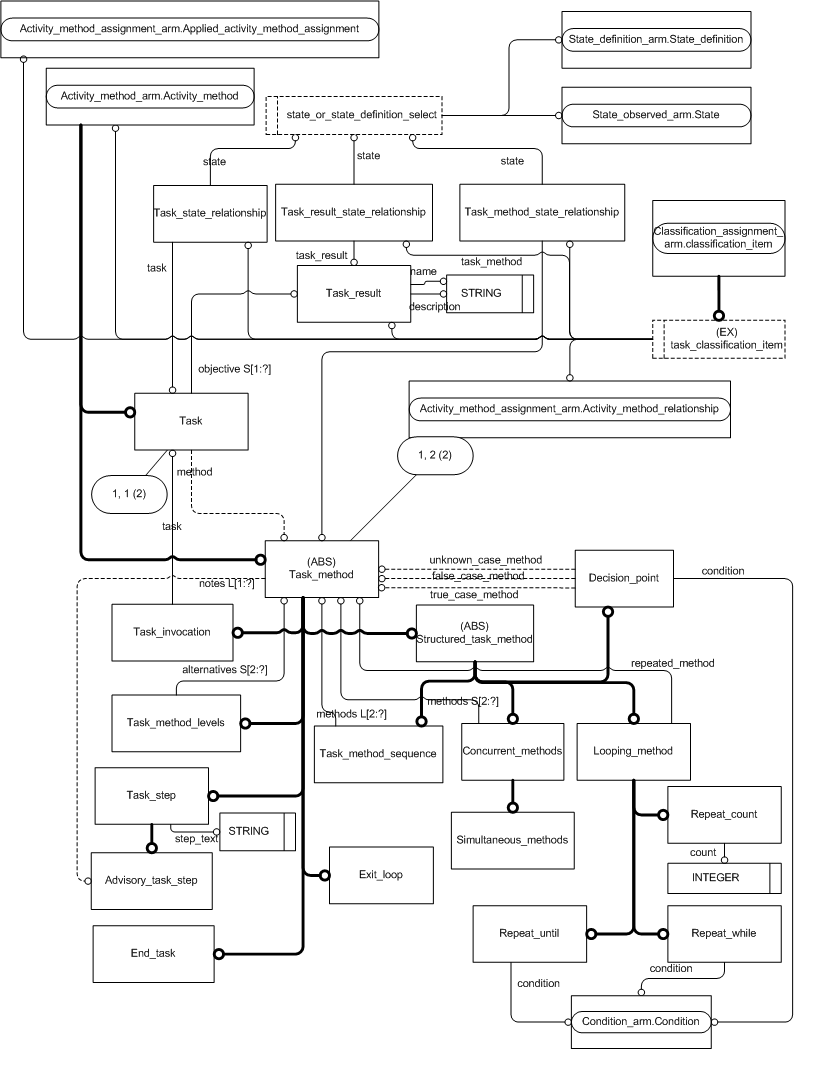 Activity_method_assignment_arm.Applied_activity_method_assignment
State_definition_arm.State_definition
Activity_method_arm.Activity_method
state_or_state_definition_select
State_observed_arm.State
state
state
state
Task_state_relationship
Task_result_state_relationship
Task_method_state_relationship
Classification_assignment_
arm.classification_item
task
task_result
task_method
name
Task_result
STRING
description
(EX)
task_classification_item
objective S[1:?]
Task
Activity_method_assignment_arm.Activity_method_relationship
1, 2 (2)
method
1, 1 (2)
task
(ABS)
Task_method
unknown_case_method
false_case_method
true_case_method
Decision_point
condition
notes L[1:?]
Task_invocation
(ABS)
Structured_task_method
alternatives S[2:?]
repeated_method
methods L[2:?]
methods S[2:?]
Task_method_levels
Task_method_sequence
Concurrent_methods
Looping_method
Task_step
STRING
step_text
Simultaneous_methods
Repeat_count
count
Advisory_task_step
Exit_loop
INTEGER
End_task
Repeat_until
Repeat_while
condition
condition
Condition_arm.Condition